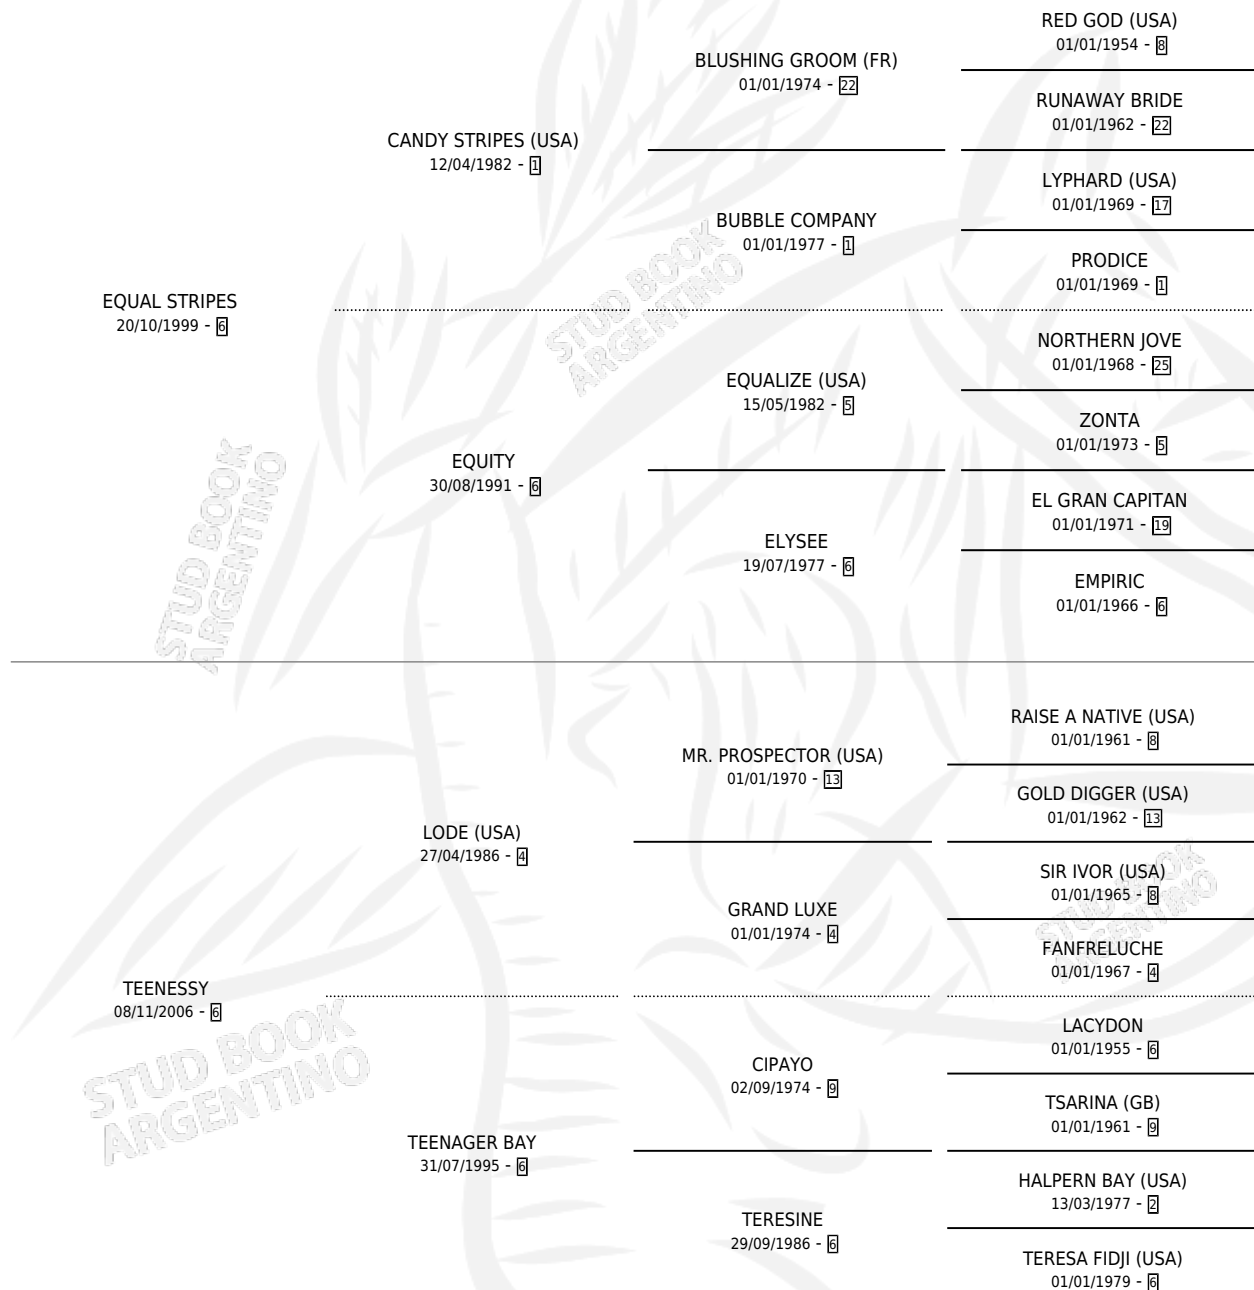 RED GOD (USA)
01/01/1954 - 8
BLUSHING GROOM (FR)
01/01/1974 - 22
RUNAWAY BRIDE
01/01/1962 - 22
CANDY STRIPES (USA)
12/04/1982 - 1
LYPHARD (USA)
01/01/1969 - 17
BUBBLE COMPANY
01/01/1977 - 1
PRODICE
01/01/1969 - 1
EQUAL STRIPES
20/10/1999 - 6
NORTHERN JOVE
01/01/1968 - 25
EQUALIZE (USA)
15/05/1982 - 5
ZONTA
01/01/1973 - 5
EQUITY
30/08/1991 - 6
EL GRAN CAPITAN
01/01/1971 - 19
ELYSEE
19/07/1977 - 6
EMPIRIC
01/01/1966 - 6
RAISE A NATIVE (USA)
01/01/1961 - 8
MR. PROSPECTOR (USA)
01/01/1970 - 13
GOLD DIGGER (USA)
01/01/1962 - 13
LODE (USA)
27/04/1986 - 4
SIR IVOR (USA)
01/01/1965 - 8
GRAND LUXE
01/01/1974 - 4
FANFRELUCHE
01/01/1967 - 4
TEENESSY
08/11/2006 - 6
LACYDON
01/01/1955 - 6
CIPAYO
02/09/1974 - 9
TSARINA (GB)
01/01/1961 - 9
TEENAGER BAY
31/07/1995 - 6
HALPERN BAY (USA)
13/03/1977 - 2
TERESINE
29/09/1986 - 6
TERESA FIDJI (USA)
01/01/1979 - 6
STUD BOOK
ARGENTINO
STUD BOOK
ARGENTINO
STUD BOOK
ARGENTINO
STUD BOOK
ARGENTINO